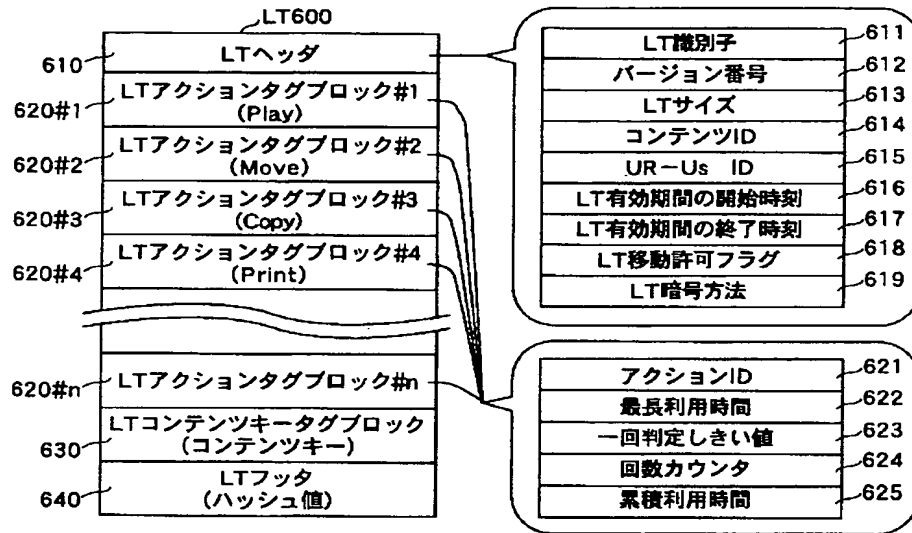 LT600
610
LTヘッダ
620#1
LTアクションタグブロック#1
(Play)
620#2
LTアクションタグブロック#2
(Move)
620#3
LTアクションタグブロック#3
(Copy)
620#4
LTアクションタグブロック#4
(Print)
620#n
LTアクションタグブロック#n
630
LTコンテンツキータグブロック
(コンテンツキー)
640
LTフッタ
(ハッシュ値)
LT識別子
611
バージョン番号
612
LTサイズ
613
コンテンツID
614
UR-Us ID
615
LT有効期間の開始時刻
616
LT有効期間の終了時刻
617
LT移動許可フラグ
618
LT暗号方法
619
アクションID
621
最長利用時間
622
一回判定しきい値
623
回数カウンタ
624
累積利用時間
625